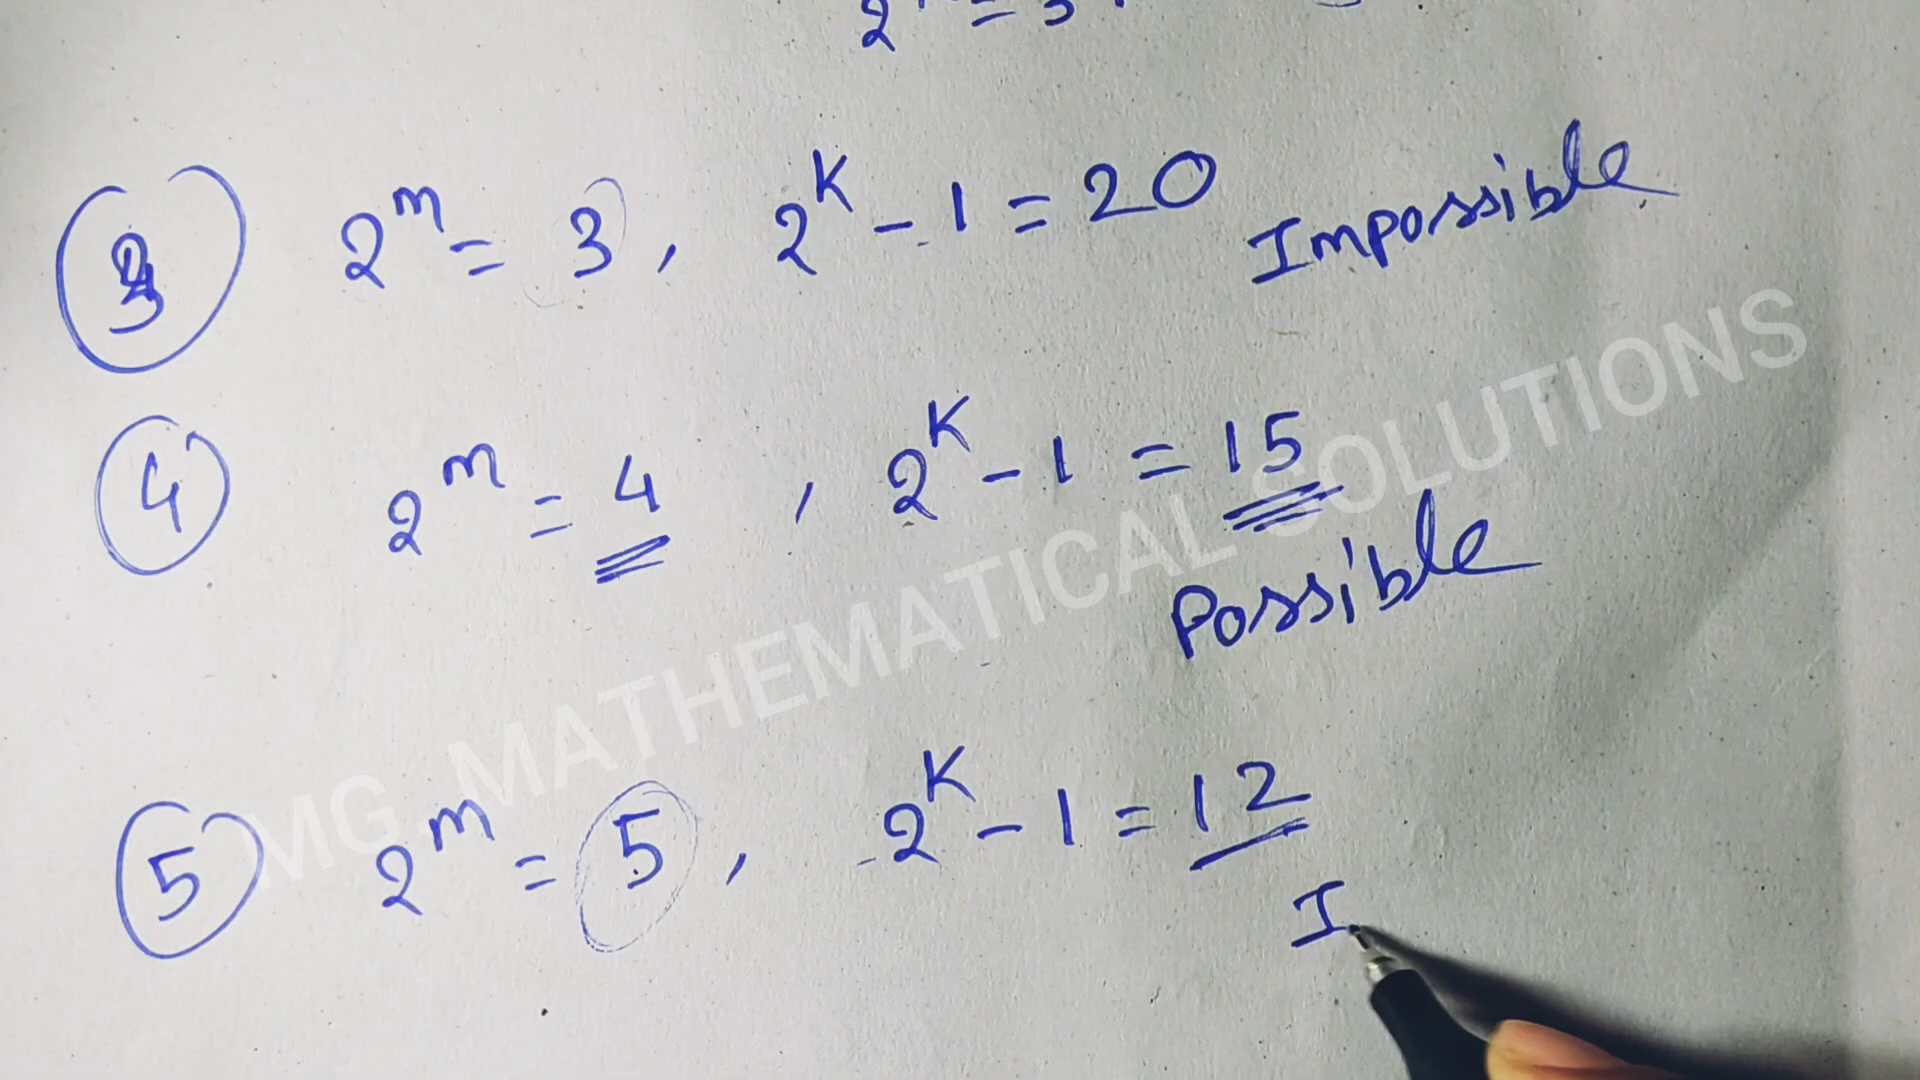 ③ 2^m = 3, 2^K - 1 = 20 Impossible
④ 2^m = 4, 2^K - 1 = 15
Possible
⑤ 2^m = 5, 2^K - 1 = 12
I
MG MATHEMATICAL SOLUTIONS